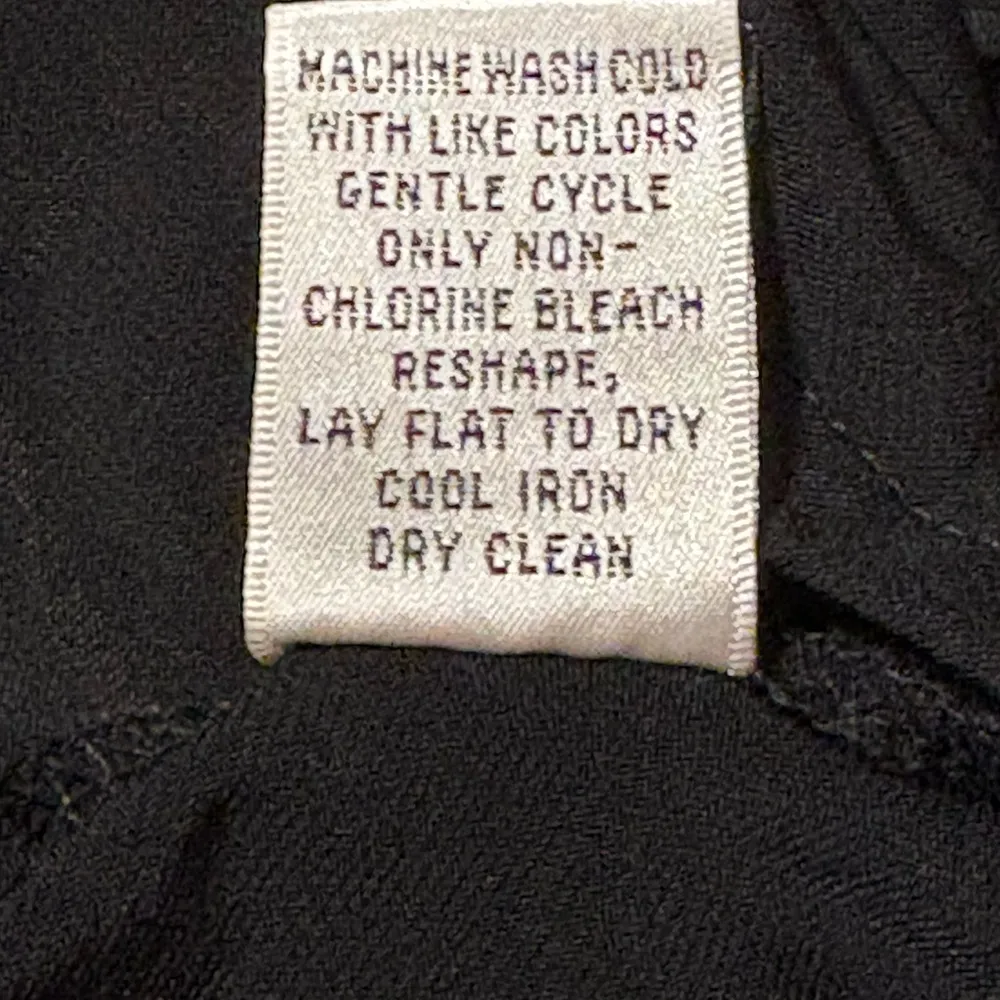 MACHINE WASH COLD
WITH LIKE COLORS
GENTLE CYCLE
ONLY NON-
CHLORINE BLEACH
RESHAPE,
LAY FLAT TO DRY
COOL IRON
DRY CLEAN